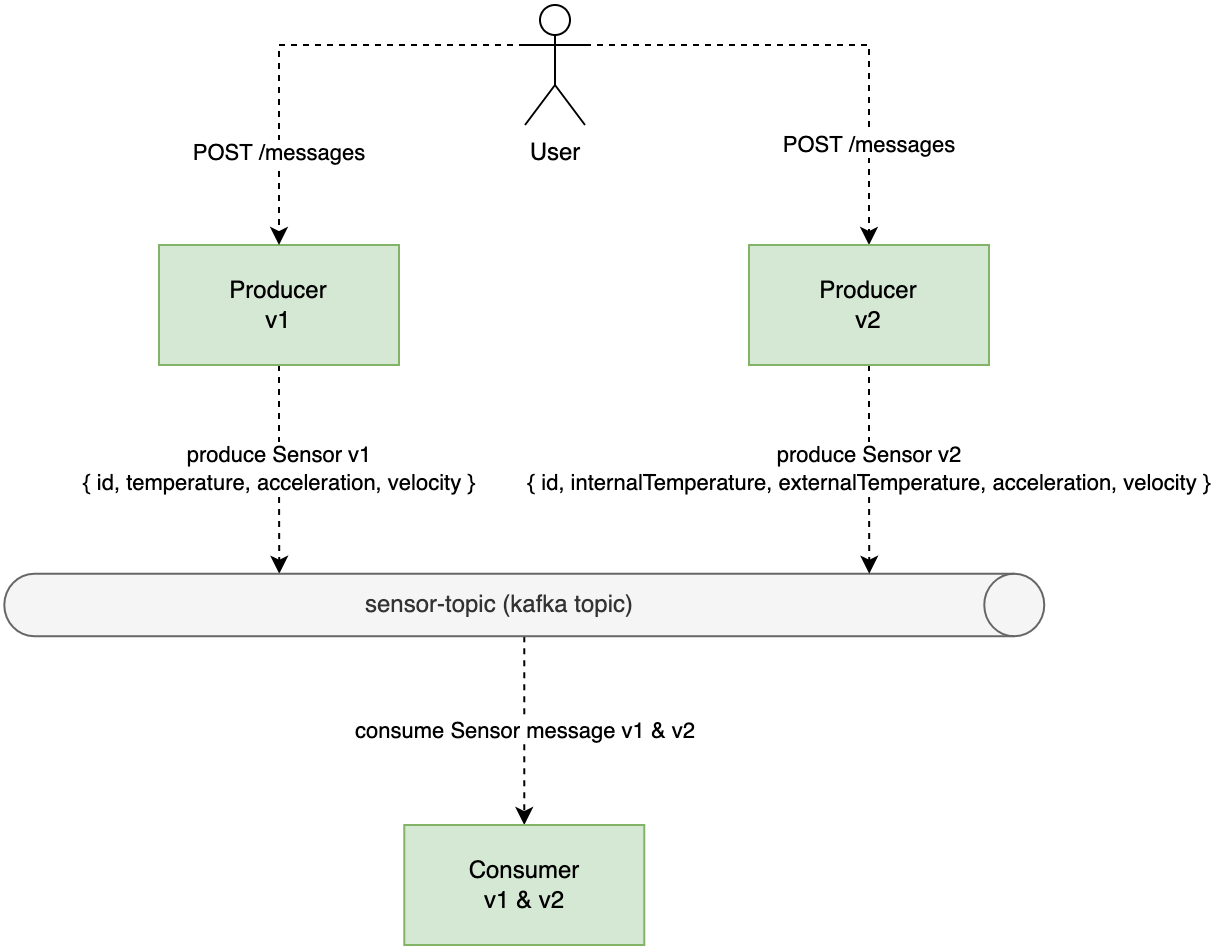 User
POST /messages
POST /messages
Producer
v1
Producer
v2
produce Sensor v1
{ id, temperature, acceleration, velocity }
produce Sensor v2
{ id, internalTemperature, externalTemperature, acceleration, velocity }
sensor-topic (kafka topic)
consume Sensor message v1 & v2
Consumer
v1 & v2